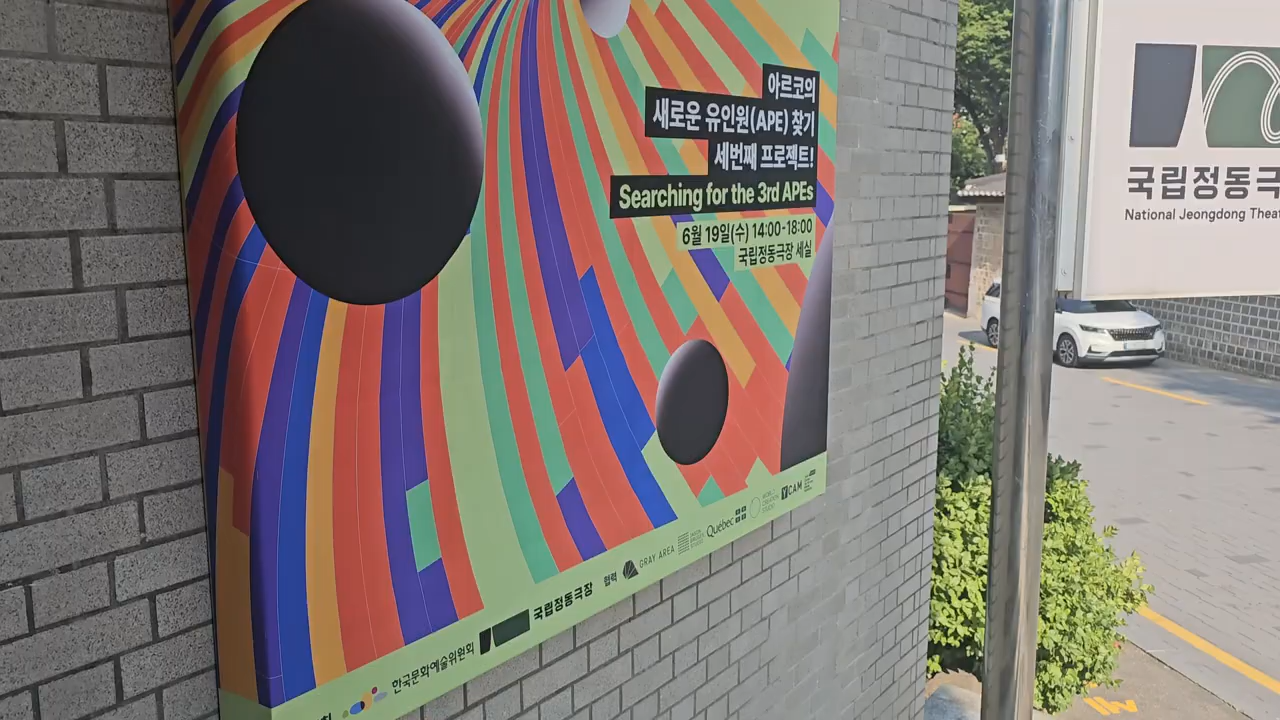 아르코의
새로운 유인원(APE) 찾기
세번째 프로젝트!
Searching for the 3rd APEs
6월 19일(수) 14:00-18:00
국립정동극장 세실
한국문화예술위원회
국립정동극장
협력
GRAY AREA
Québec
YCAM
국립정동극
National Jeongdong Thea